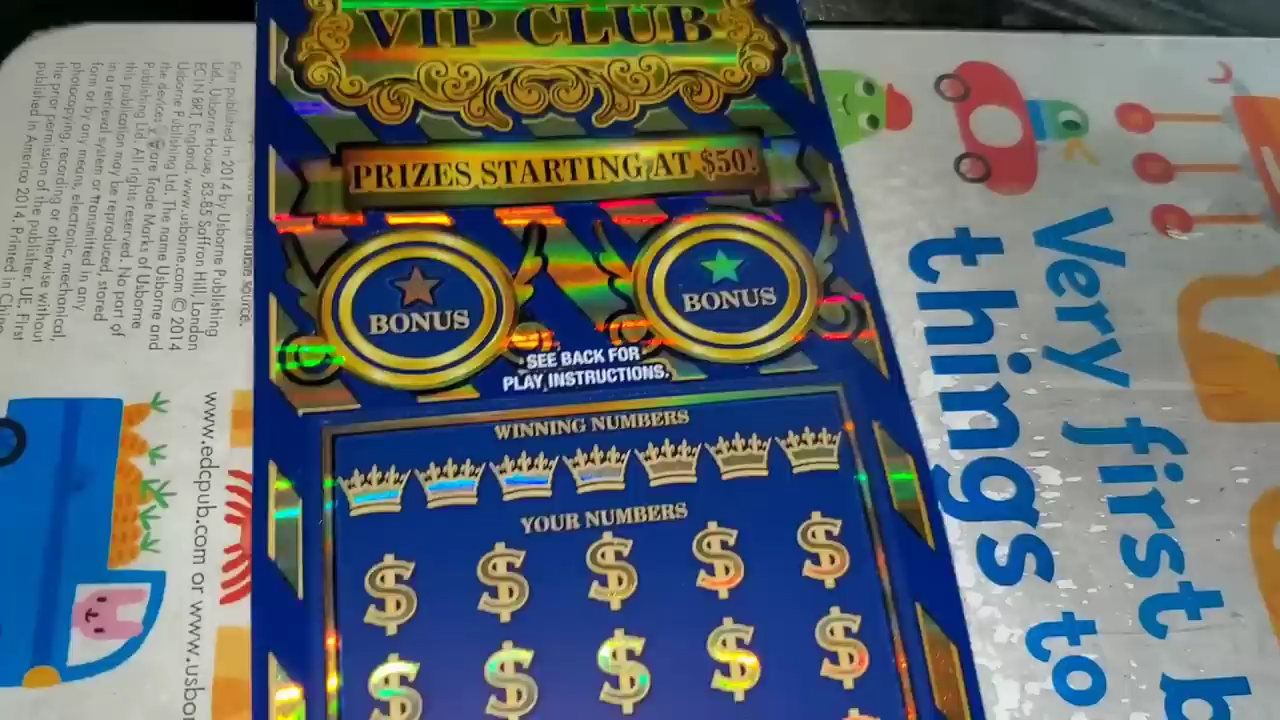 VIP CLUB
PRIZES STARTING AT $50!
BONUS
BONUS
SEE BACK FOR
PLAY INSTRUCTIONS.
WINNING NUMBERS
YOUR NUMBERS
$ $ $ $ $
$ $ $ $ $
First published in 2014 by Usborne Publishing
Ltd., Usborne House, 83-85 Saffron Hill, London
EC1N 8RT, England. www.usborne.com © 2014
Usborne Publishing Ltd. The name Usborne and
the devices are Trade Marks of Usborne
Publishing Ltd. All rights reserved. No part of
this publication may be reproduced, stored
in a retrieval system or transmitted in any
form or by any means, electronic, mechanical,
photocopying, recording or otherwise without
the prior permission of the publisher. UE. First
published in America 2014. Printed in
source.
www.edcpub.com or www.usbor
Very first b
things to